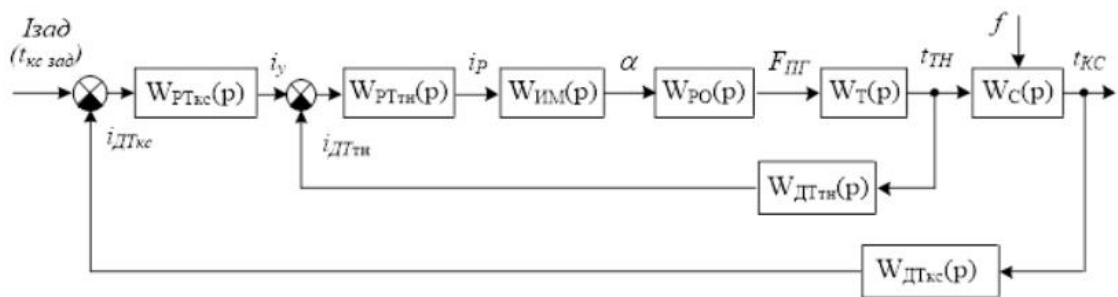 Iзад
(tкс зад)
WРТкс(p)
iу
WРТтн(p)
iР
WИМ(p)
α
WРО(p)
FПГ
WТ(p)
tТН
f
WС(p)
tКС
iДТкс
iДТтн
WДТтн(p)
WДТкс(p)